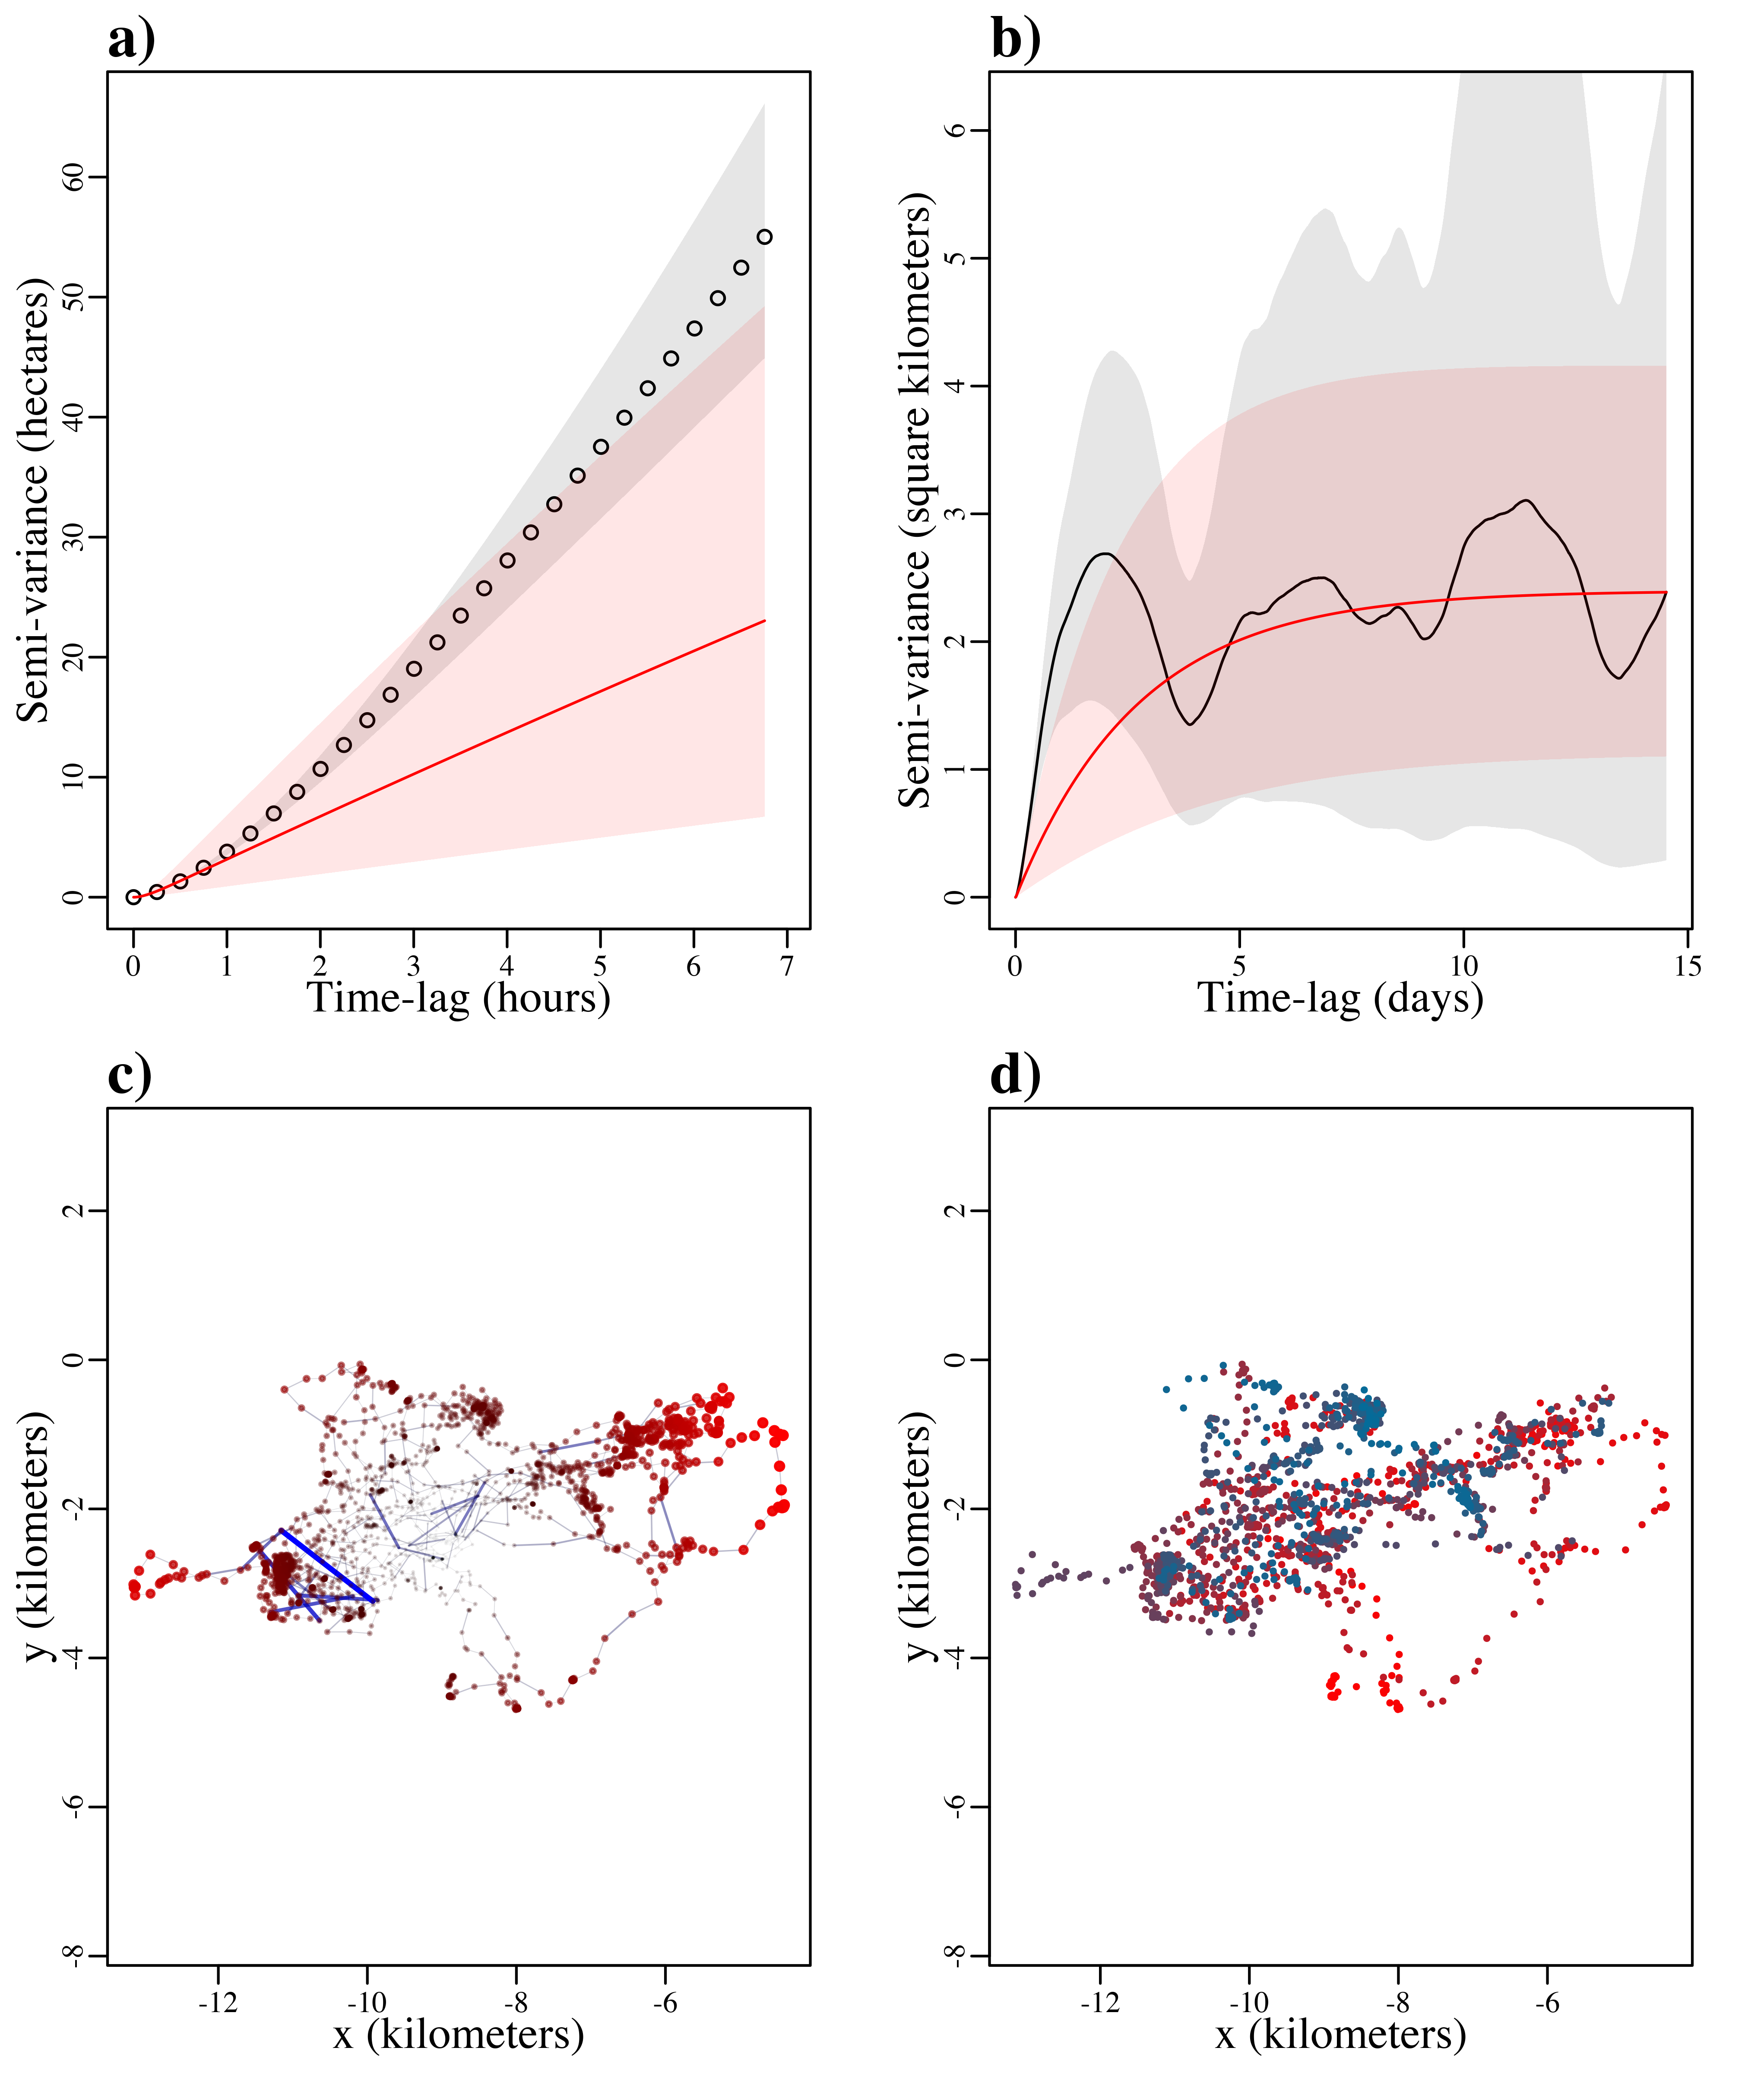 a)
Semi-variance (hectares)
0 10 20 30 40 50 60
0 1 2 3 4 5 6 7
Time-lag (hours)
b)
Semi-variance (square kilometers)
0 1 2 3 4 5 6
0 5 10 15
Time-lag (days)
c)
y (kilometers)
-8 -6 -4 -2 0 2
-12 -10 -8 -6
x (kilometers)
d)
y (kilometers)
-8 -6 -4 -2 0 2
-12 -10 -8 -6
x (kilometers)